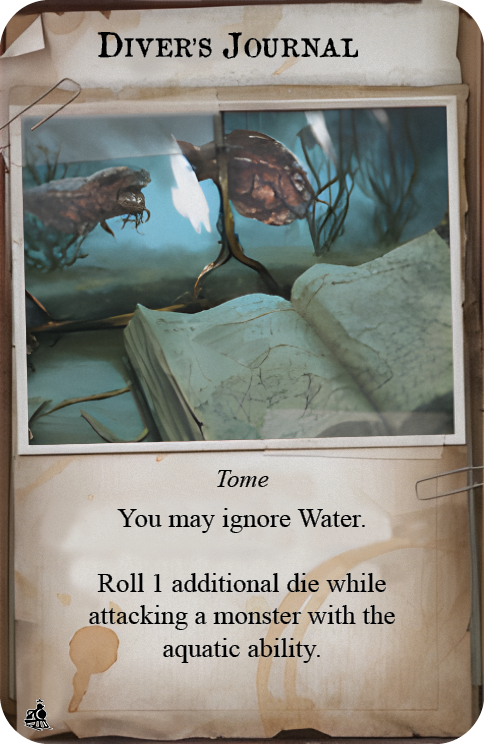 Diver's Journal
Tome
You may ignore Water.
Roll 1 additional die while
attacking a monster with the
aquatic ability.